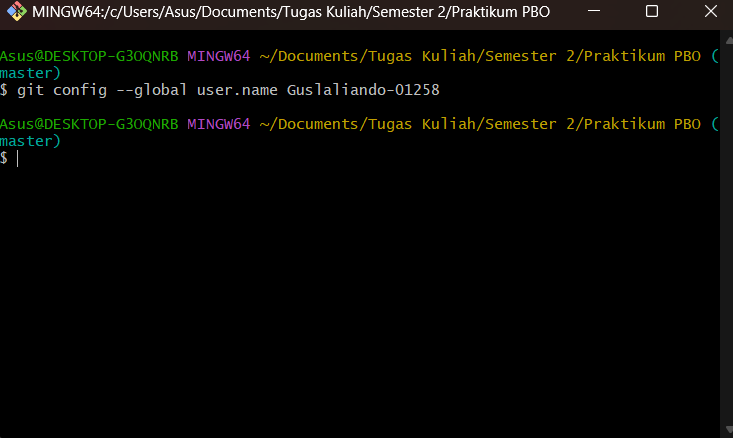 MINGW64:/c/Users/Asus/Documents/Tugas Kuliah/Semester 2/Praktikum PBO
Asus@DESKTOP-G3OQNRB MINGW64 ~/Documents/Tugas Kuliah/Semester 2/Praktikum PBO (
master)
$ git config --global user.name Guslaliando-01258
Asus@DESKTOP-G3OQNRB MINGW64 ~/Documents/Tugas Kuliah/Semester 2/Praktikum PBO (
master)
$